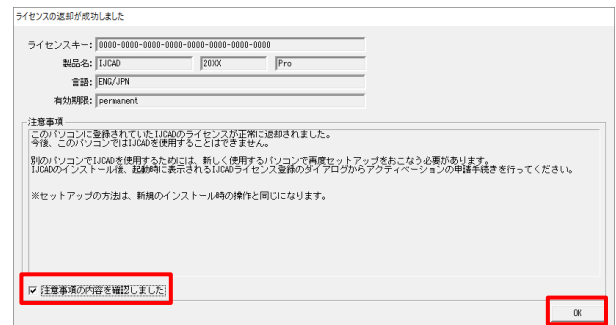 ライセンスの返却が成功しました
ライセンスキー: 0000-0000-0000-0000-0000-0000-0000-0000
製品名: IJCAD 20XX Pro
言語: ENG/JPN
有効期限: permanent
注意事項
このパソコンに登録されていたIJCADのライセンスが正常に返却されました。
今後、このパソコンではIJCADを使用することはできません。
別のパソコンでIJCADを使用するためには、新しく使用するパソコンで再度セットアップをおこなう必要があります。
IJCADのインストール後、起動時に表示されるIJCADライセンス登録のダイアログからアクティベーションの申請手続きを行ってください。
※セットアップの方法は、新規のインストール時の操作と同じになります。
注意事項の内容を確認しました
OK